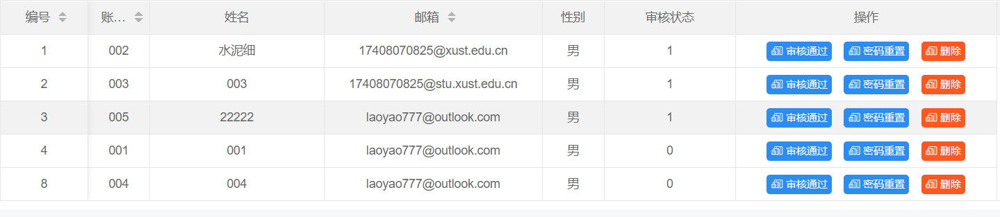 编号 账… 姓名 邮箱 性别 审核状态 操作
1 002 水泥细 17408070825@xust.edu.cn 男 1 审核通过 密码重置 删除
2 003 003 17408070825@stu.xust.edu.cn 男 1 审核通过 密码重置 删除
3 005 22222 laoyao777@outlook.com 男 1 审核通过 密码重置 删除
4 001 001 laoyao777@outlook.com 男 0 审核通过 密码重置 删除
8 004 004 laoyao777@outlook.com 男 0 审核通过 密码重置 删除